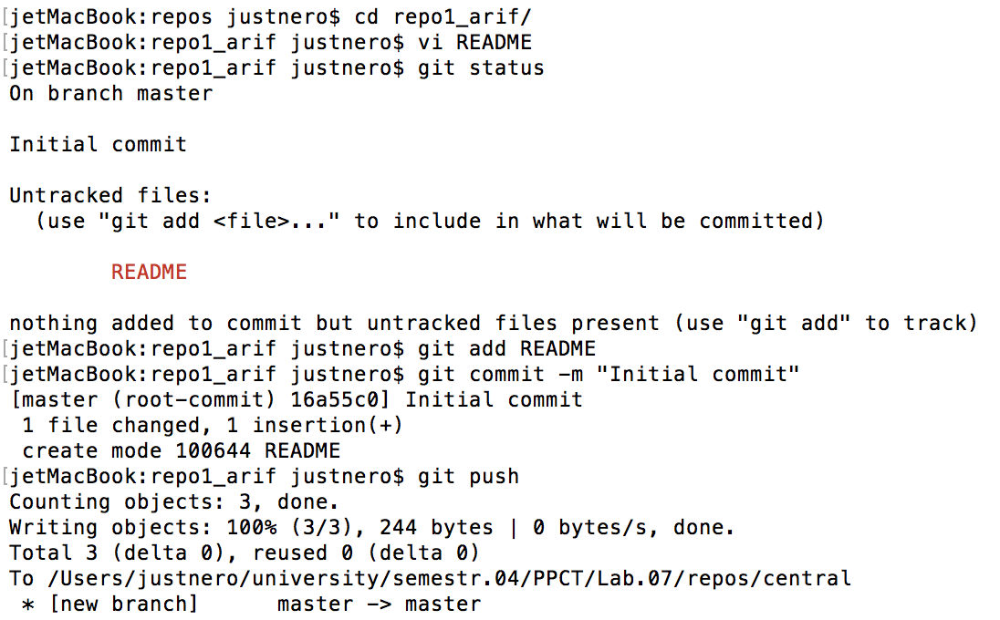 [jetMacBook:repos justnero$ cd repo1_arif/
[jetMacBook:repo1_arif justnero$ vi README
[jetMacBook:repo1_arif justnero$ git status
On branch master
Initial commit
Untracked files:
  (use "git add <file>..." to include in what will be committed)
        README
nothing added to commit but untracked files present (use "git add" to track)
[jetMacBook:repo1_arif justnero$ git add README
[jetMacBook:repo1_arif justnero$ git commit -m "Initial commit"
[master (root-commit) 16a55c0] Initial commit
 1 file changed, 1 insertion(+)
 create mode 100644 README
[jetMacBook:repo1_arif justnero$ git push
Counting objects: 3, done.
Writing objects: 100% (3/3), 244 bytes | 0 bytes/s, done.
Total 3 (delta 0), reused 0 (delta 0)
To /Users/justnero/university/semestr.04/PPCT/Lab.07/repos/central
 * [new branch]      master -> master